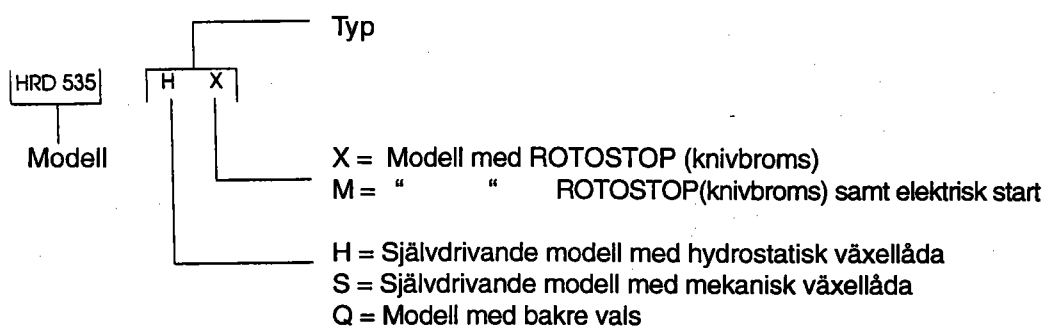 Typ
HRD 535 H X
Modell
X = Modell med ROTOSTOP (knivbroms)
M = “ “ ROTOSTOP(knivbroms) samt elektrisk start
H = Självdrivande modell med hydrostatisk växellåda
S = Självdrivande modell med mekanisk växellåda
Q = Modell med bakre vals